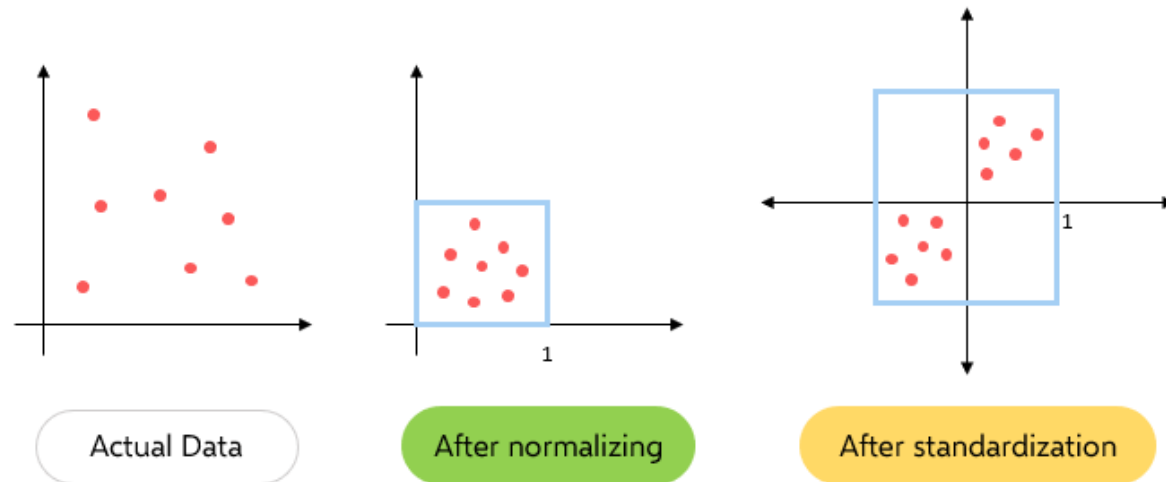 1
1
Actual Data
After normalizing
After standardization